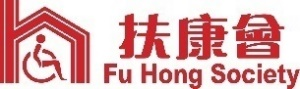 扶康會
Fu Hong Society